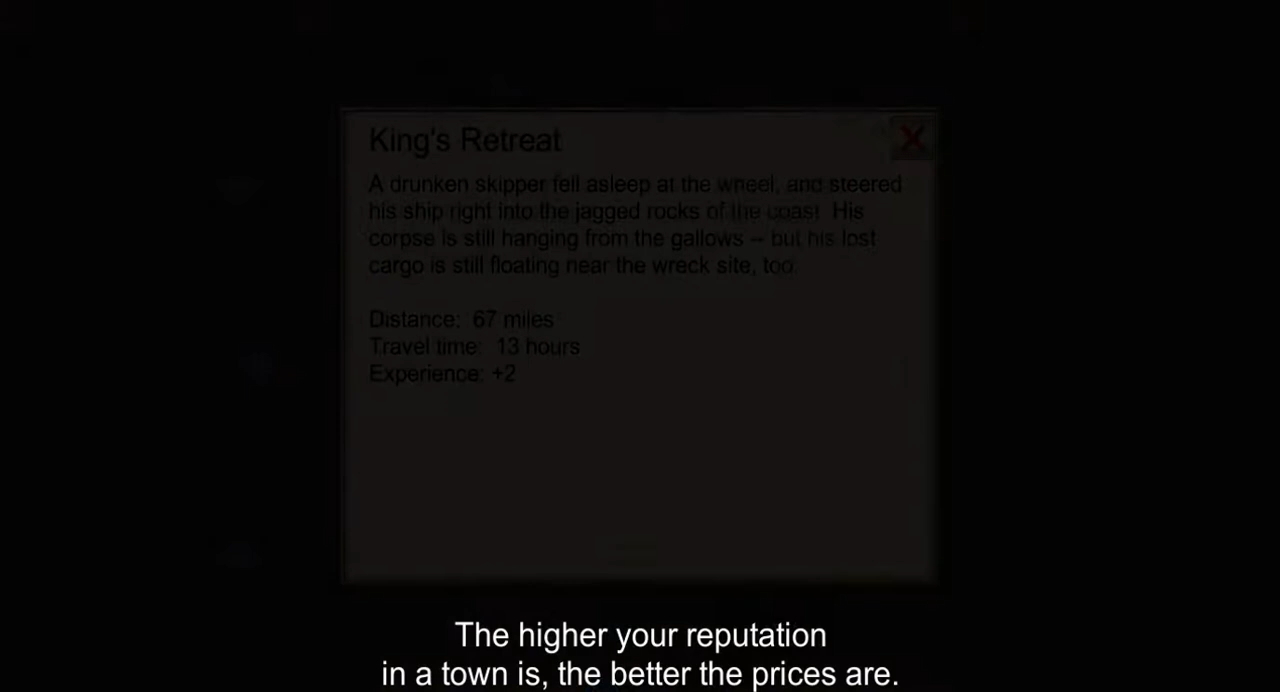 King's Retreat
A drunken skipper fell asleep at the wheel, and steered
his ship right into the jagged rocks of the coast. His
corpse is still hanging from the gallows – but his lost
cargo is still floating near the wreck site, too.
Distance: 67 miles
Travel time: 13 hours
Experience: +2
The higher your reputation
in a town is, the better the prices are.